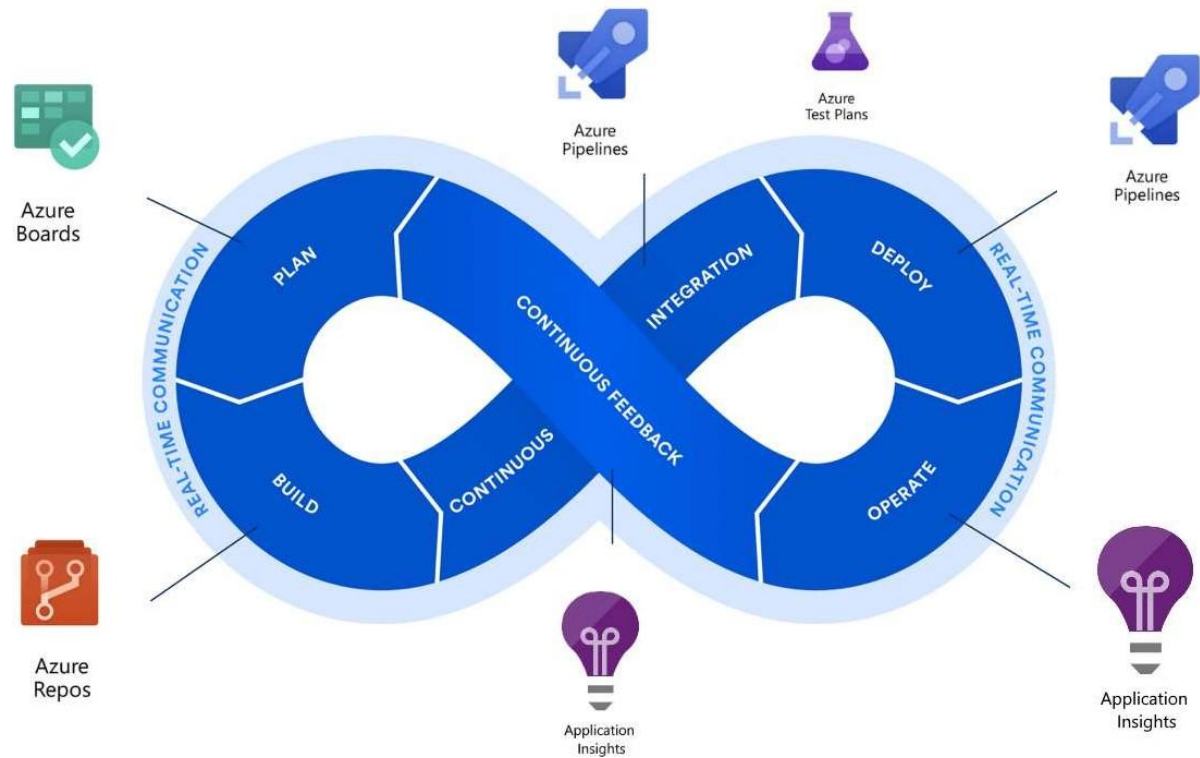 Azure
Boards
Azure
Pipelines
Azure
Test Plans
Azure
Pipelines
REAL-TIME COMMUNICATION
PLAN
BUILD
CONTINUOUS
INTEGRATION
CONTINUOUS FEEDBACK
DEPLOY
OPERATE
REAL-TIME COMMUNICATION
Azure
Repos
Application
Insights
Application
Insights